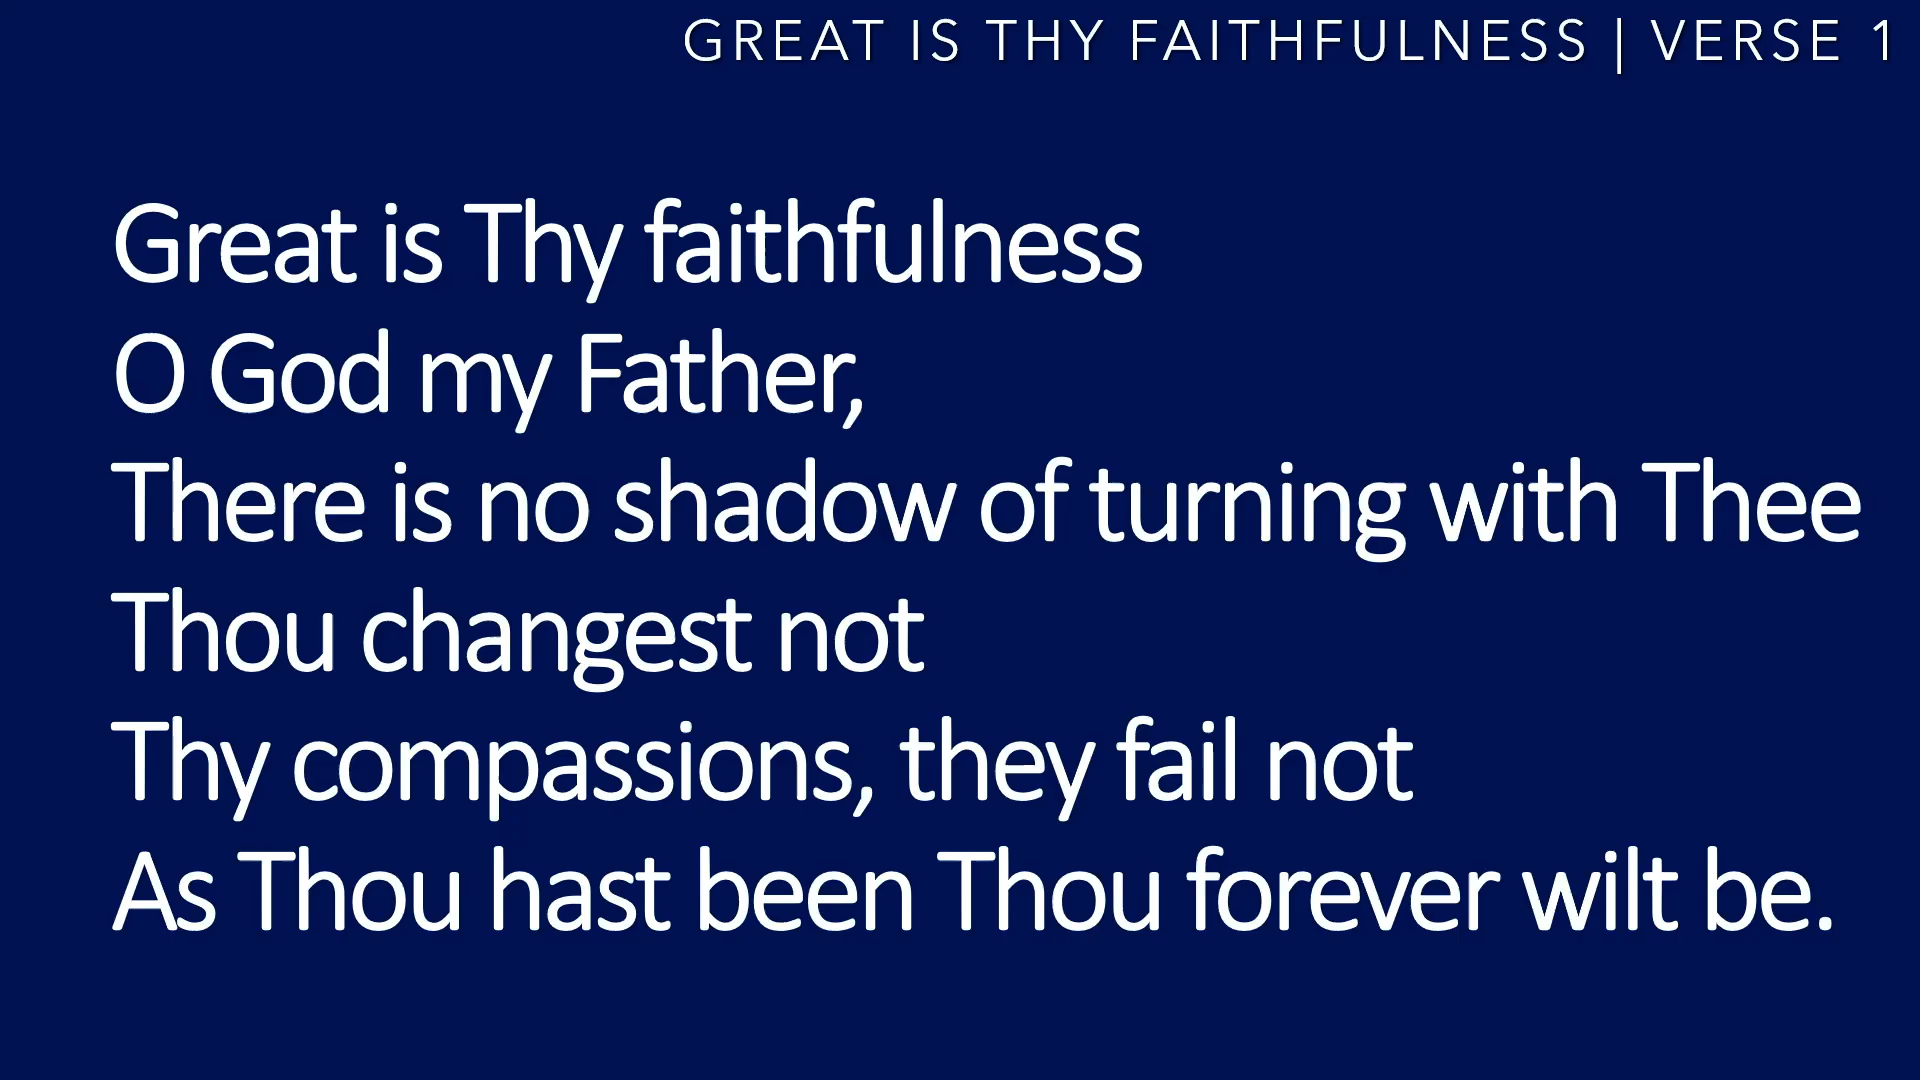 GREAT IS THY FAITHFULNESS | VERSE 1
Great is Thy faithfulness
O God my Father,
There is no shadow of turning with Thee
Thou changest not
Thy compassions, they fail not
As Thou hast been Thou forever wilt be.